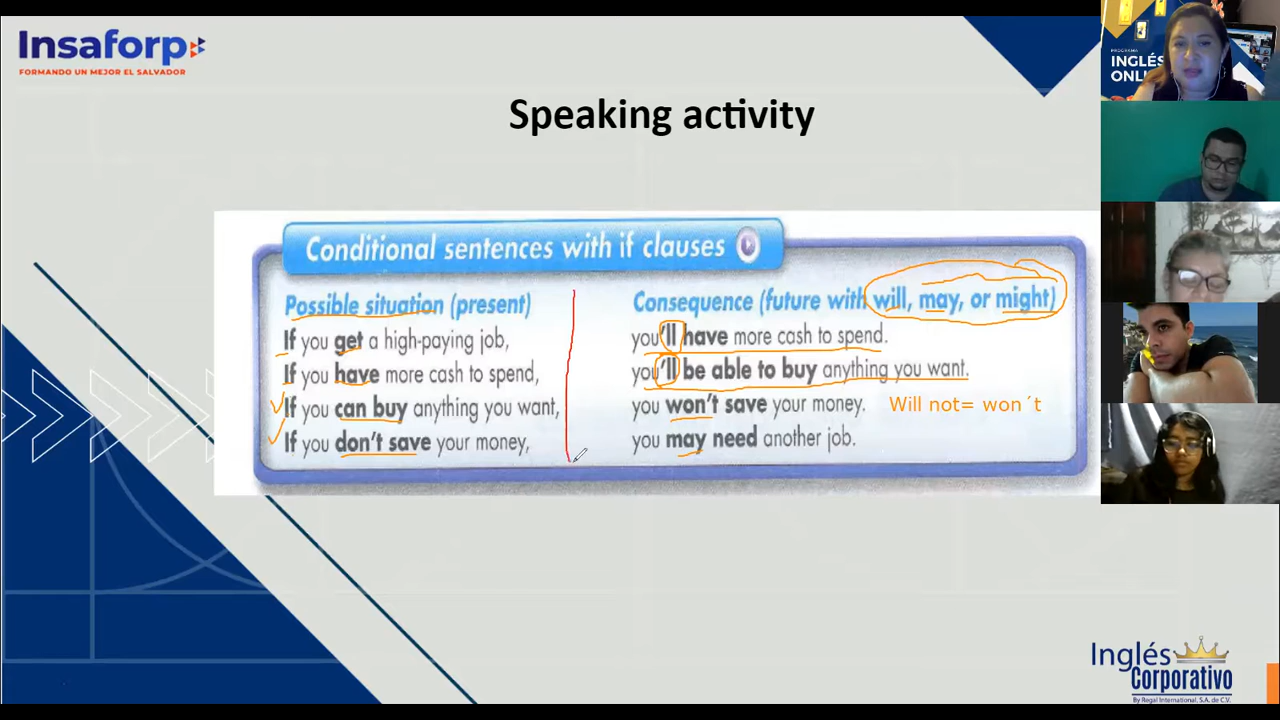 Insaforp
FORMANDO UN MEJOR EL SALVADOR
PROGRAMA
INGLÉS
Speaking activity
Conditional sentences with if clauses
Possible situation (present)
Consequence (future with will, may, or might)
If you get a high-paying job,
you'll have more cash to spend.
If you have more cash to spend,
you'll be able to buy anything you want.
If you can buy anything you want,
you won't save your money.
Will not= won´t
If you don't save your money,
you may need another job.
Inglés
Corporativo
By Regal International, S.A. de C.V.